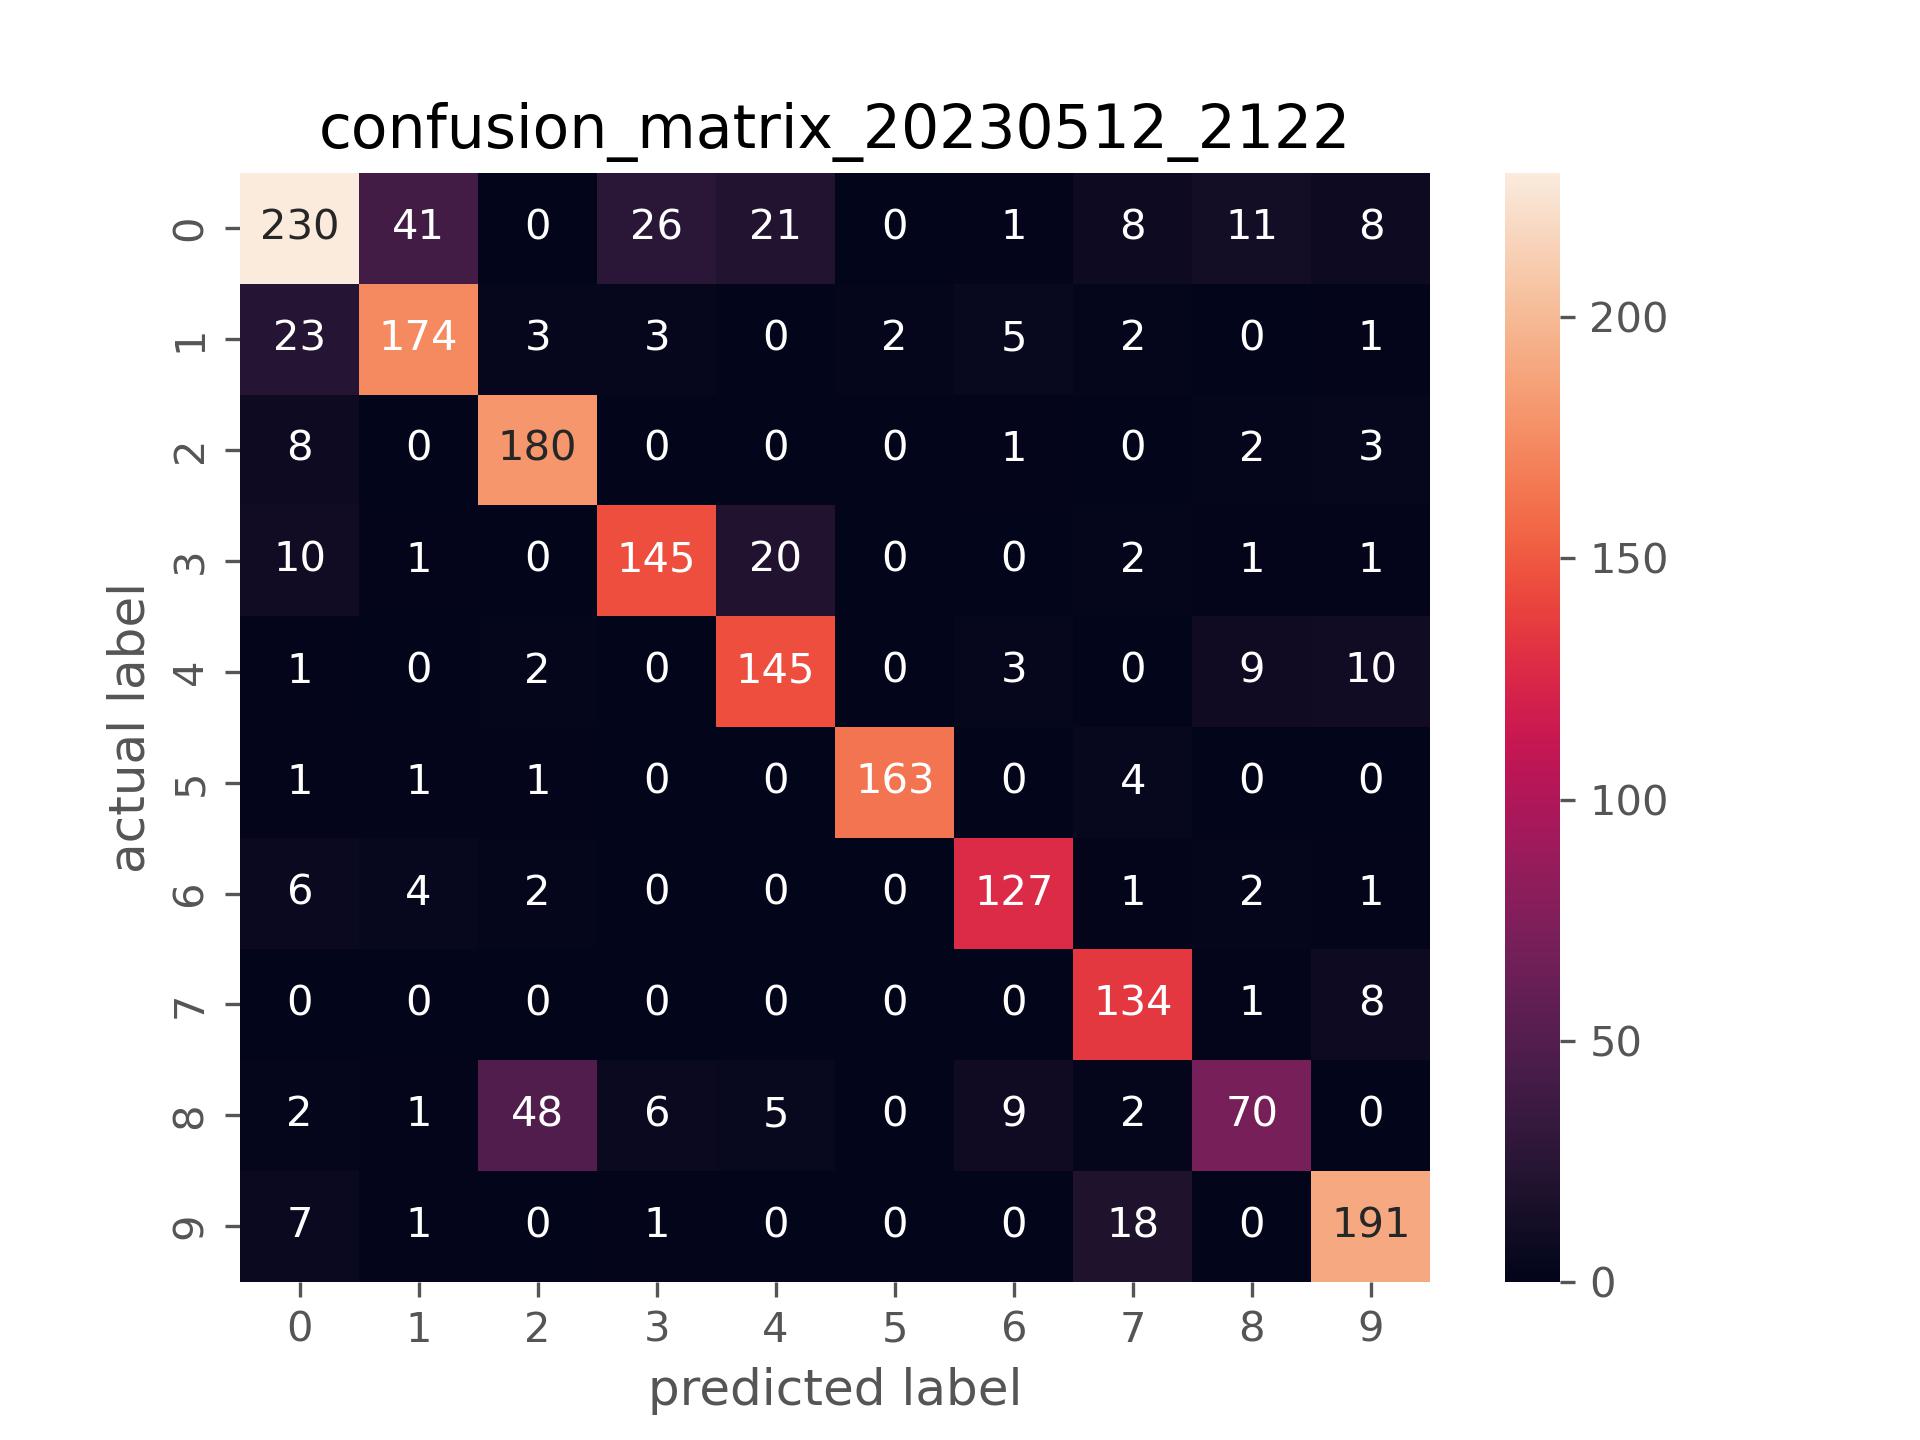 confusion_matrix_20230512_2122
0 230 41 0 26 21 0 1 8 11 8
1 23 174 3 3 0 2 5 2 0 1
2 8 0 180 0 0 0 1 0 2 3
3 10 1 0 145 20 0 0 2 1 1
4 1 0 2 0 145 0 3 0 9 10
5 1 1 1 0 0 163 0 4 0 0
6 6 4 2 0 0 0 127 1 2 1
7 0 0 0 0 0 0 0 134 1 8
8 2 1 48 6 5 0 9 2 70 0
9 7 1 0 1 0 0 0 18 0 191
0 1 2 3 4 5 6 7 8 9
predicted label
actual label
200
150
100
50
0